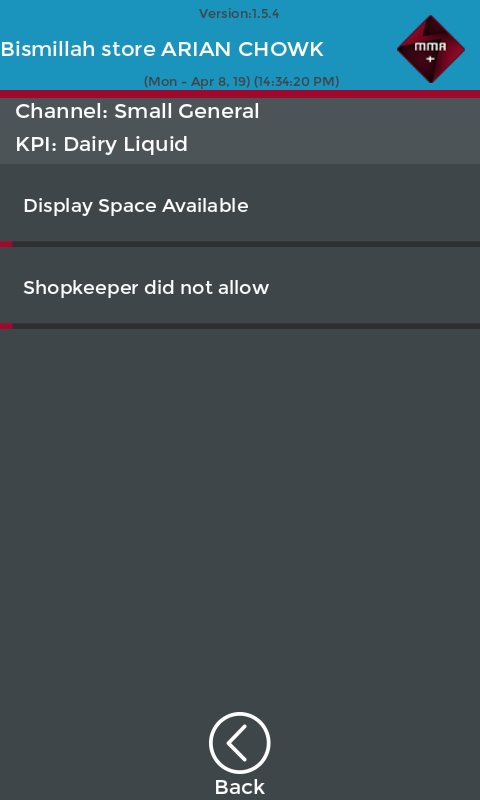 Version:1.5.4
Bismillah store ARIAN CHOWK
MMA
+
(Mon - Apr 8, 19) (14:34:20 PM)
Channel: Small General
KPI: Dairy Liquid
Display Space Available
Shopkeeper did not allow
Back